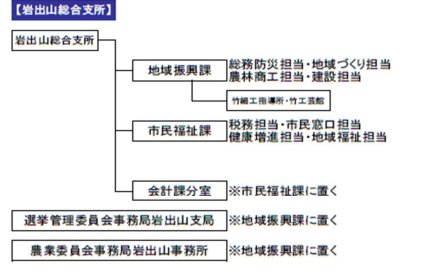 【岩出山総合支所】
岩出山総合支所
地域振興課
総務防災担当・地域づくり担当
農林商工担当・建設担当
竹細工指導所・竹工芸館
市民福祉課
税務担当・市民窓口担当
健康増進担当・地域福祉担当
会計課分室
※市民福祉課に置く
選挙管理委員会事務局岩出山支局
※地域振興課に置く
農業委員会事務局岩出山事務所
※地域振興課に置く